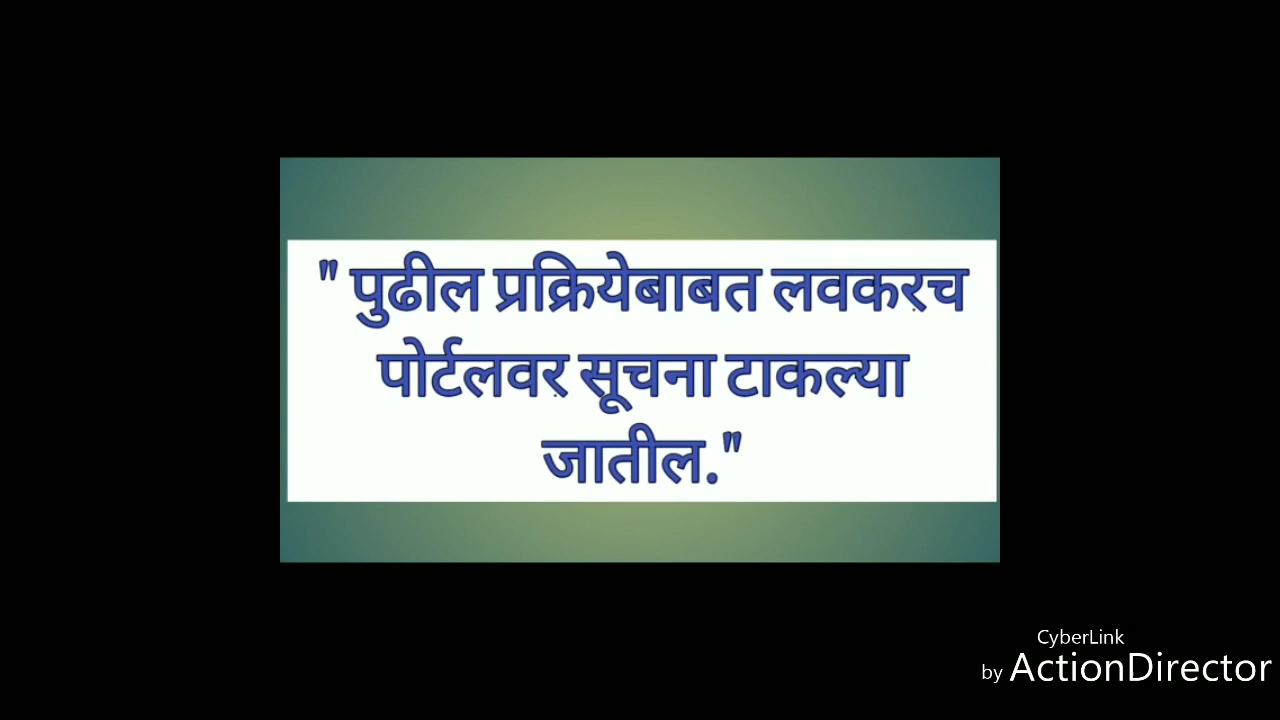 " पुढील प्रक्रियेबाबत लवकरच
पोर्टलवर सूचना टाकल्या
जातील."
CyberLink
by ActionDirector